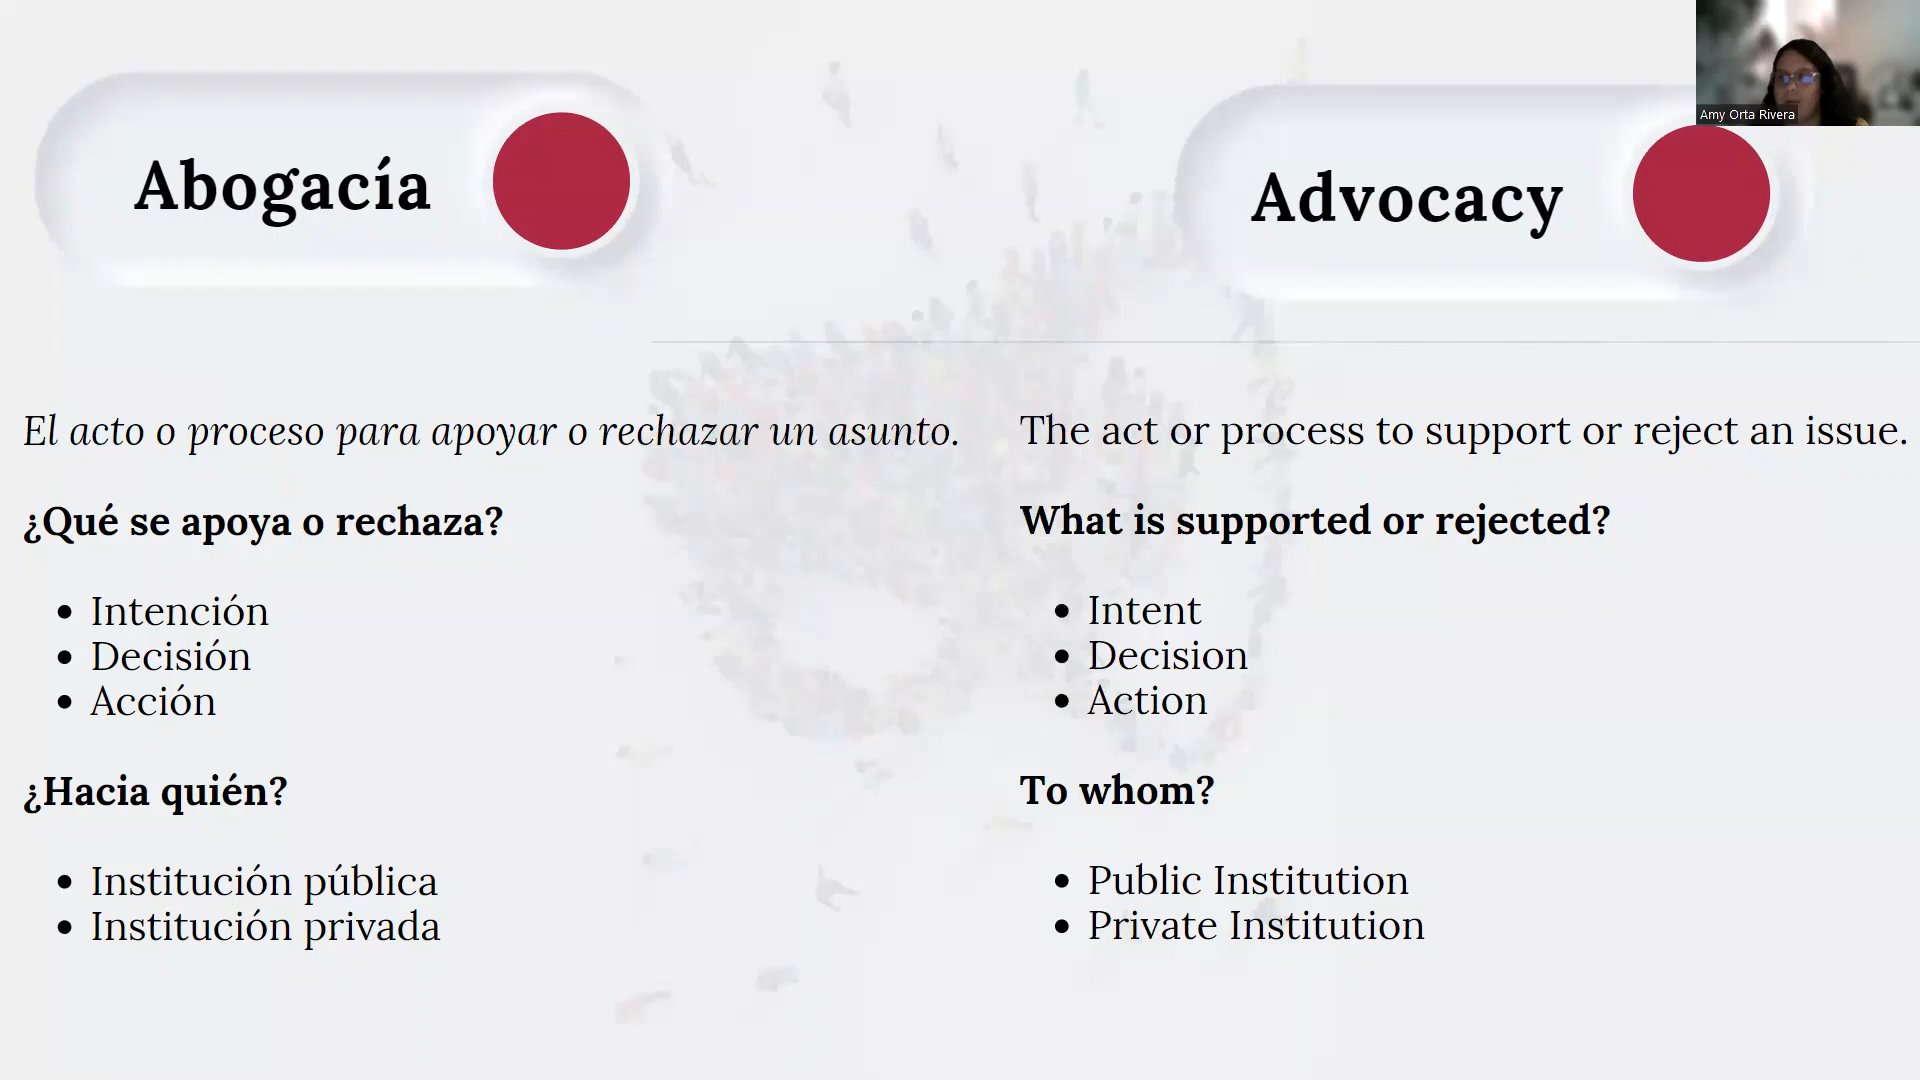 Abogacía
El acto o proceso para apoyar o rechazar un asunto.
¿Qué se apoya o rechaza?
• Intención
• Decisión
• Acción
¿Hacia quién?
• Institución pública
• Institución privada
Advocacy
The act or process to support or reject an issue.
What is supported or rejected?
• Intent
• Decision
• Action
To whom?
• Public Institution
• Private Institution
Amy Orta Rivera